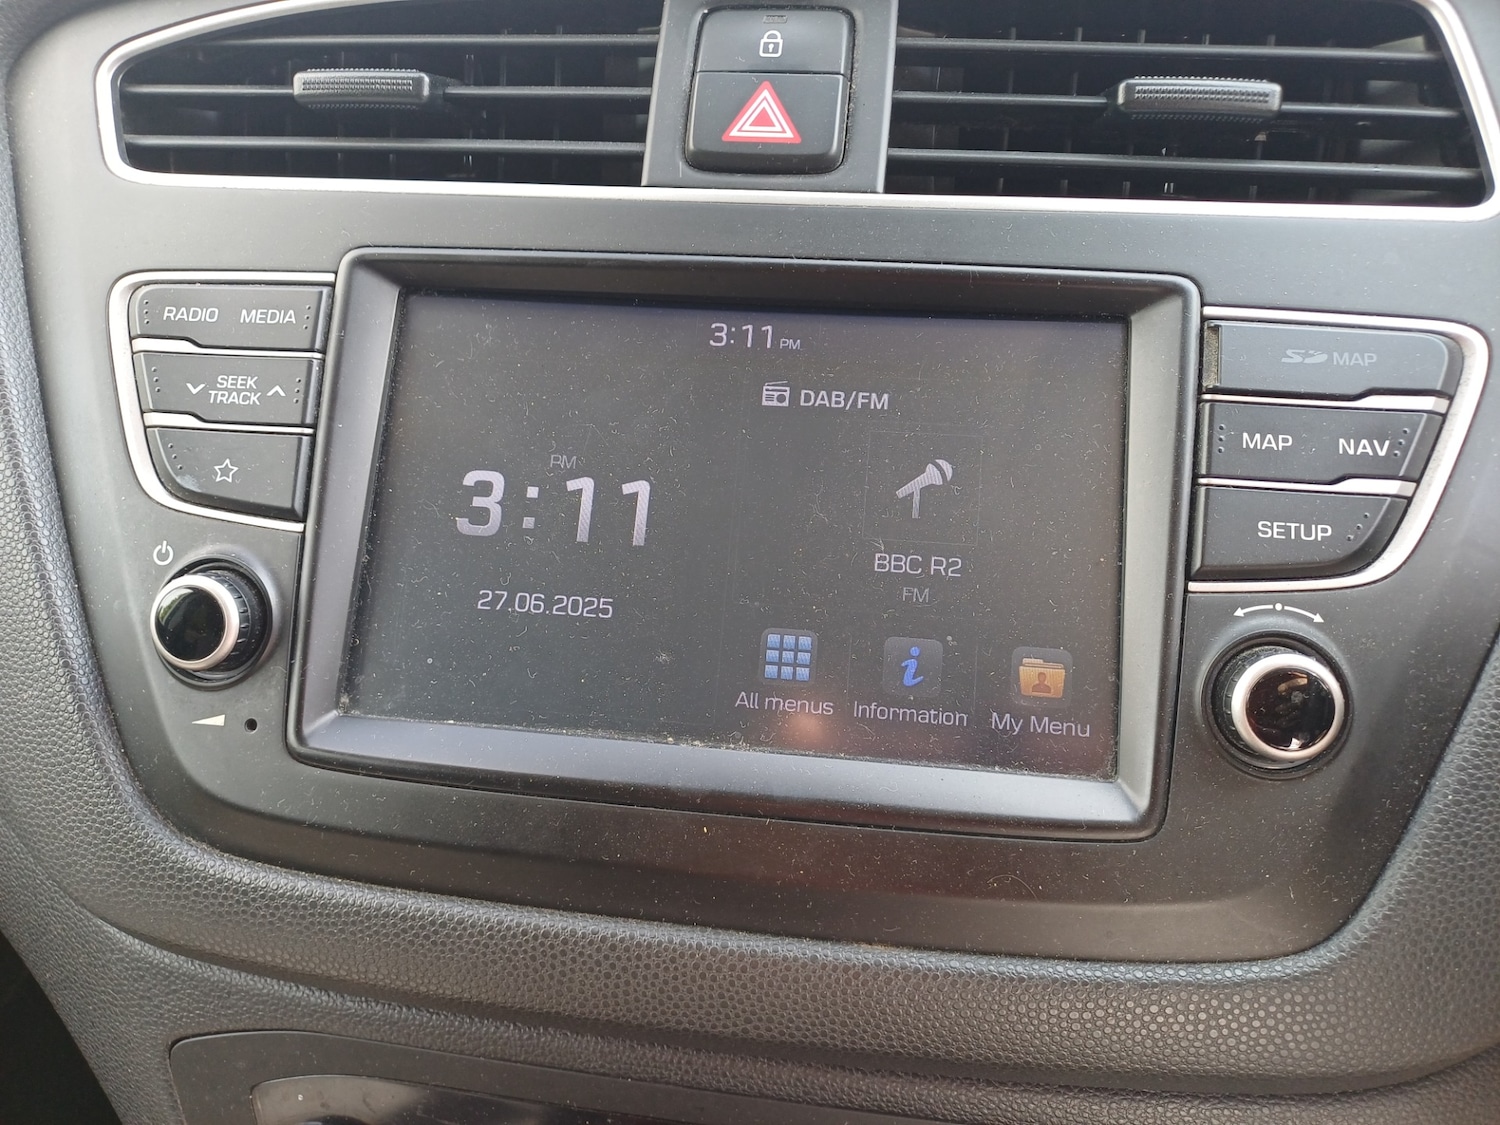 RADIO MEDIA
SEEK
TRACK
3:11 PM
DAB/FM
PM
3:11
27.06.2025
BBC R2
FM
All menus
Information
My Menu
SD MAP
MAP NAV
SETUP